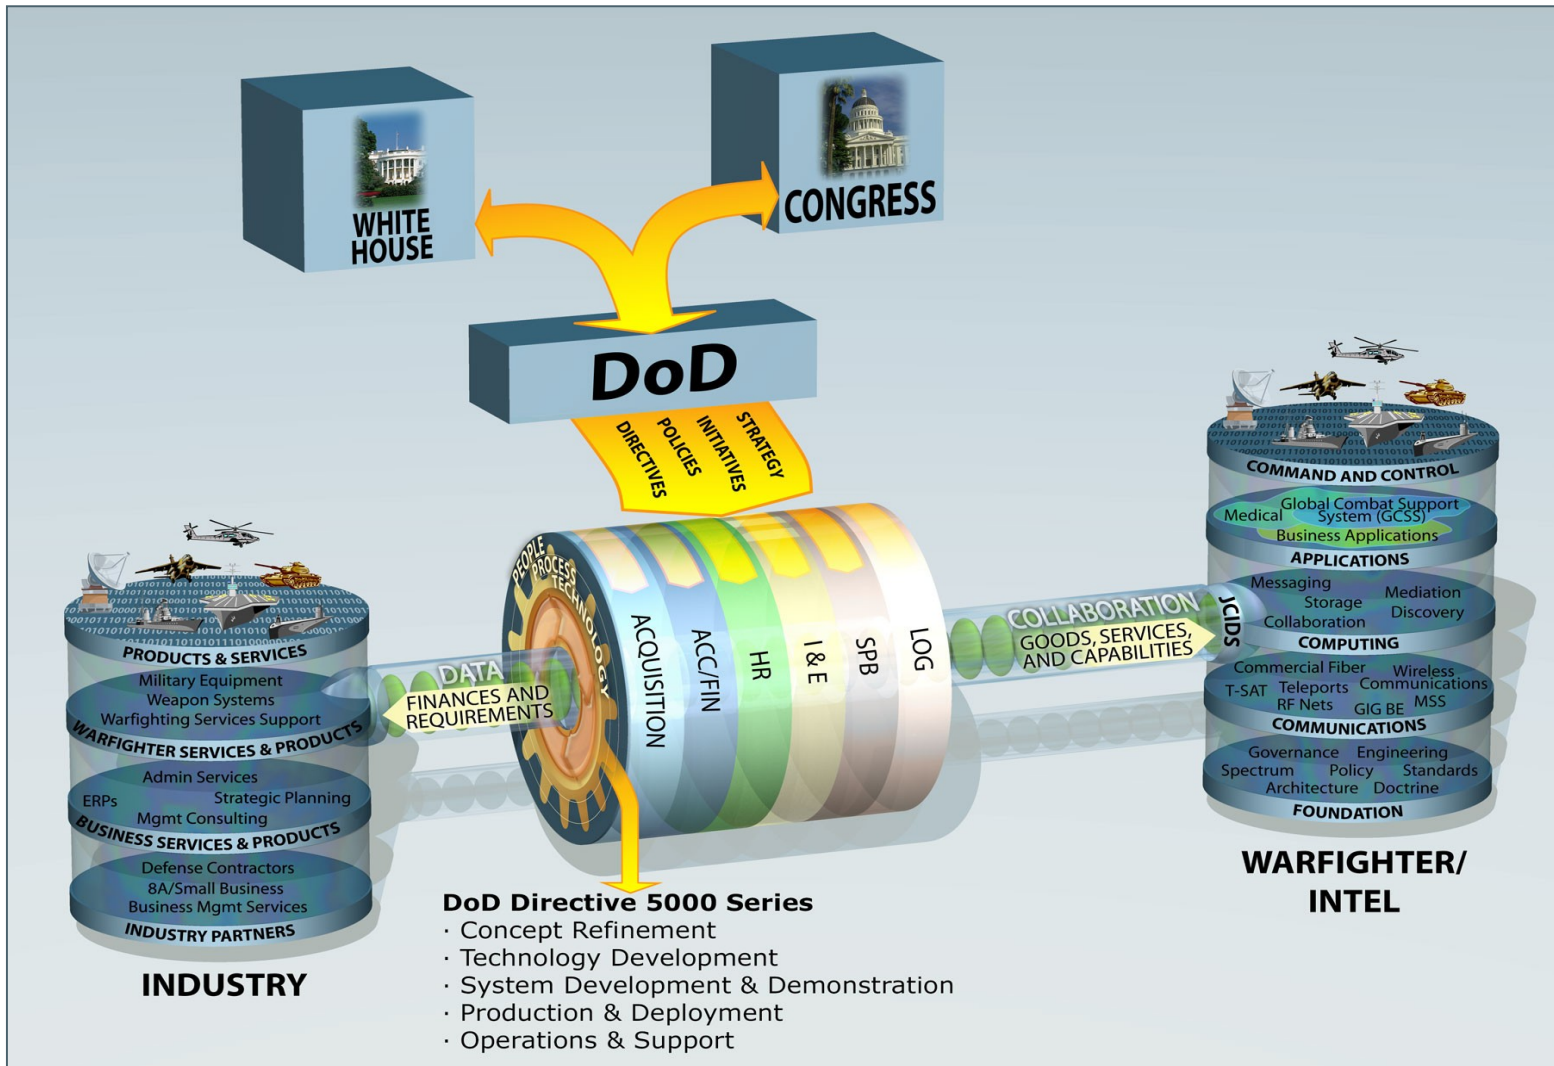 WHITE
HOUSE
CONGRESS
DoD
DIRECTIVES
POLICIES
INITIATIVES
STRATEGY
PEOPLE
PROCESS
TECHNOLOGY
ACQUISITION
ACC/FIN
HR
I & E
SPB
LOG
DATA
FINANCES AND
REQUIREMENTS
COLLABORATION
GOODS, SERVICES,
AND CAPABILITIES
JCIDS
PRODUCTS & SERVICES
Military Equipment
Weapon Systems
Warfighting Services Support
WARFIGHTER SERVICES & PRODUCTS
Admin Services
ERPs
Strategic Planning
Mgmt Consulting
BUSINESS SERVICES & PRODUCTS
Defense Contractors
8A/Small Business
Business Mgmt Services
INDUSTRY PARTNERS
INDUSTRY
DoD Directive 5000 Series
· Concept Refinement
· Technology Development
· System Development & Demonstration
· Production & Deployment
· Operations & Support
COMMAND AND CONTROL
Global Combat Support
Medical System (GCSS)
Business Applications
APPLICATIONS
Messaging
Mediation
Storage
Discovery
Collaboration
COMPUTING
Commercial Fiber
Wireless
Communications
T-SAT
Teleports
RF Nets
GIG BE
MSS
COMMUNICATIONS
Governance Engineering
Spectrum Policy Standards
Architecture Doctrine
FOUNDATION
WARFIGHTER/
INTEL